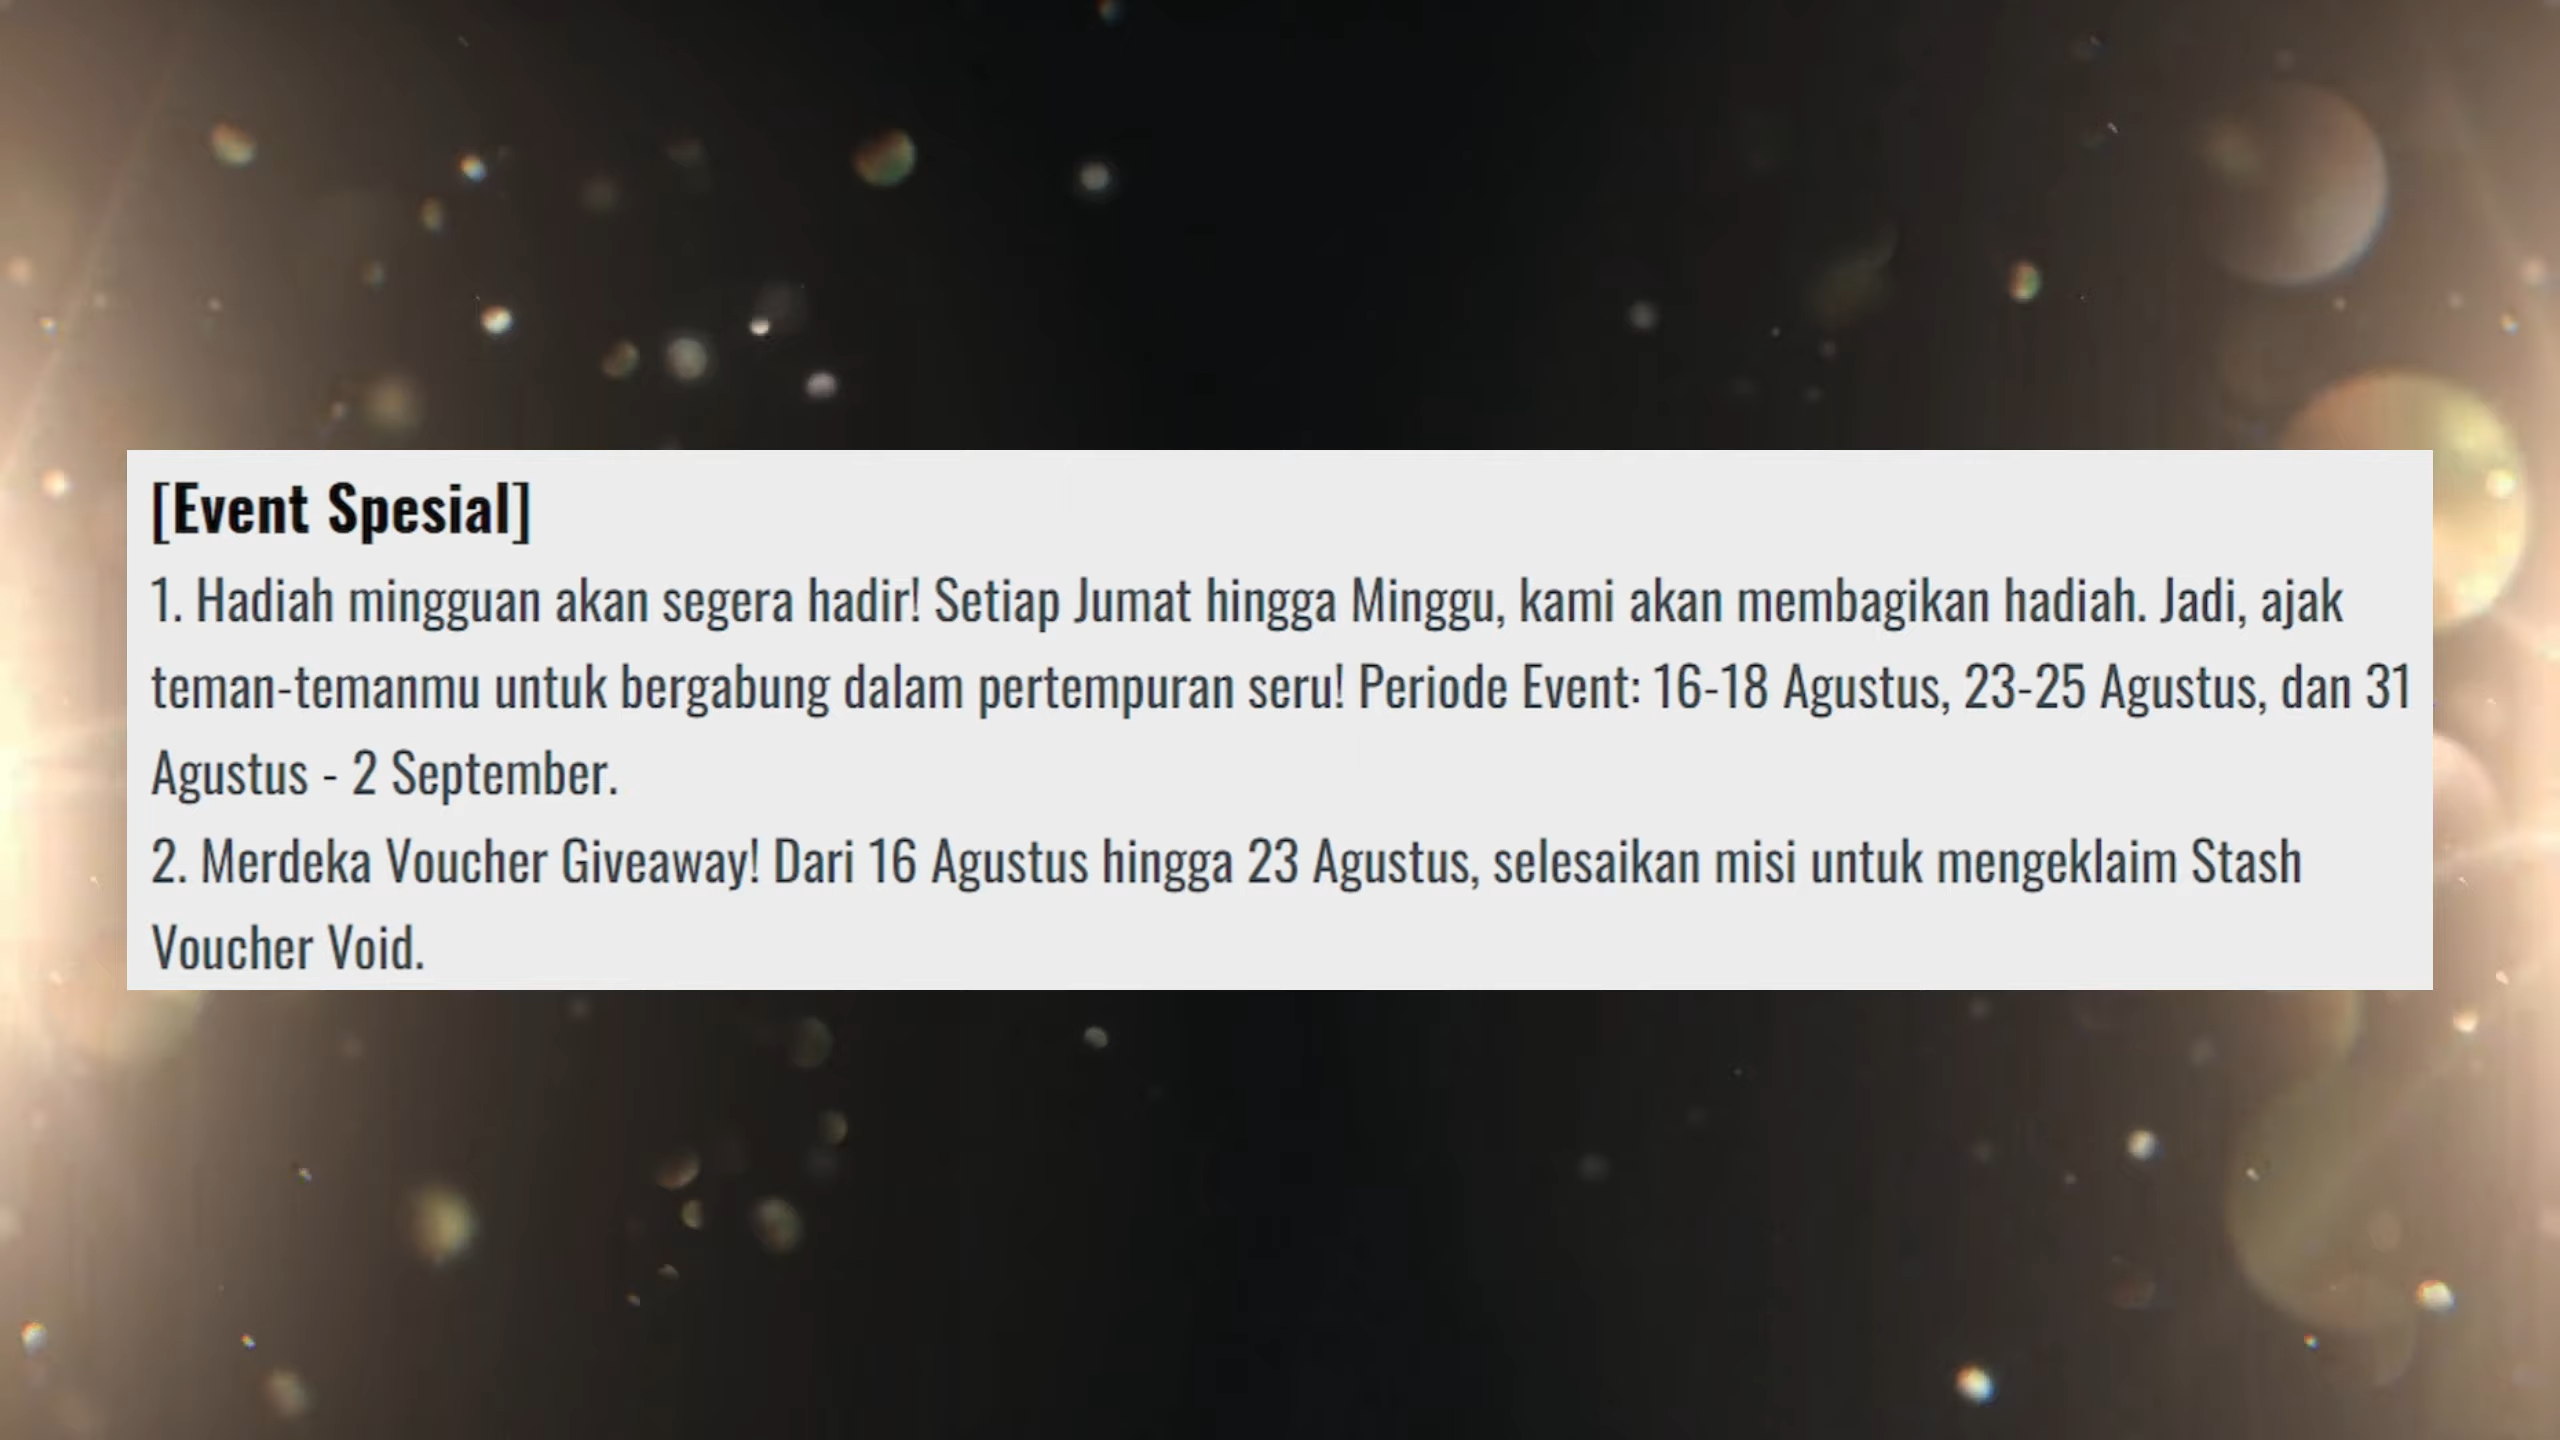 [Event Spesial]
1. Hadiah mingguan akan segera hadir! Setiap Jumat hingga Minggu, kami akan membagikan hadiah. Jadi, ajak
teman-temanmu untuk bergabung dalam pertempuran seru! Periode Event: 16-18 Agustus, 23-25 Agustus, dan 31
Agustus - 2 September.
2. Merdeka Voucher Giveaway! Dari 16 Agustus hingga 23 Agustus, selesaikan misi untuk mengeklaim Stash
Voucher Void.